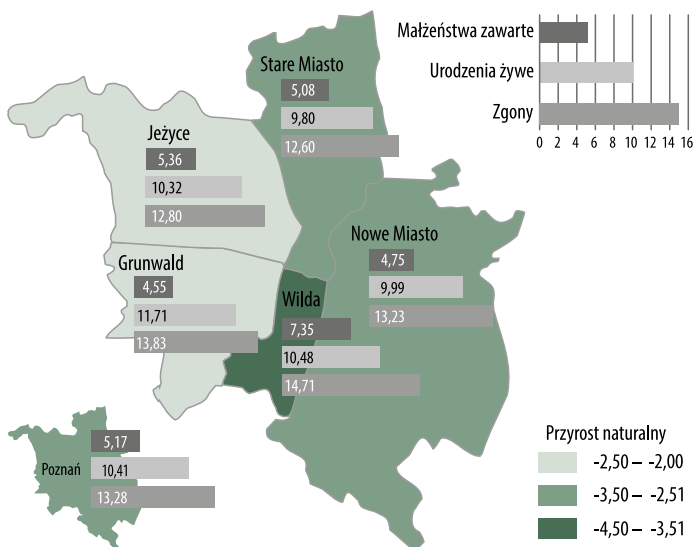 Małżeństwa zawarte
Urodzenia żywe
Zgony
0 2 4 6 8 10 12 14 16
Stare Miasto
5,08
9,80
12,60
Jeżyce
5,36
10,32
12,80
Nowe Miasto
4,75
9,99
13,23
Grunwald
4,55
11,71
13,83
Wilda
7,35
10,48
14,71
Poznań
5,17
10,41
13,28
Przyrost naturalny
-2,50 – -2,00
-3,50 – -2,51
-4,50 – -3,51